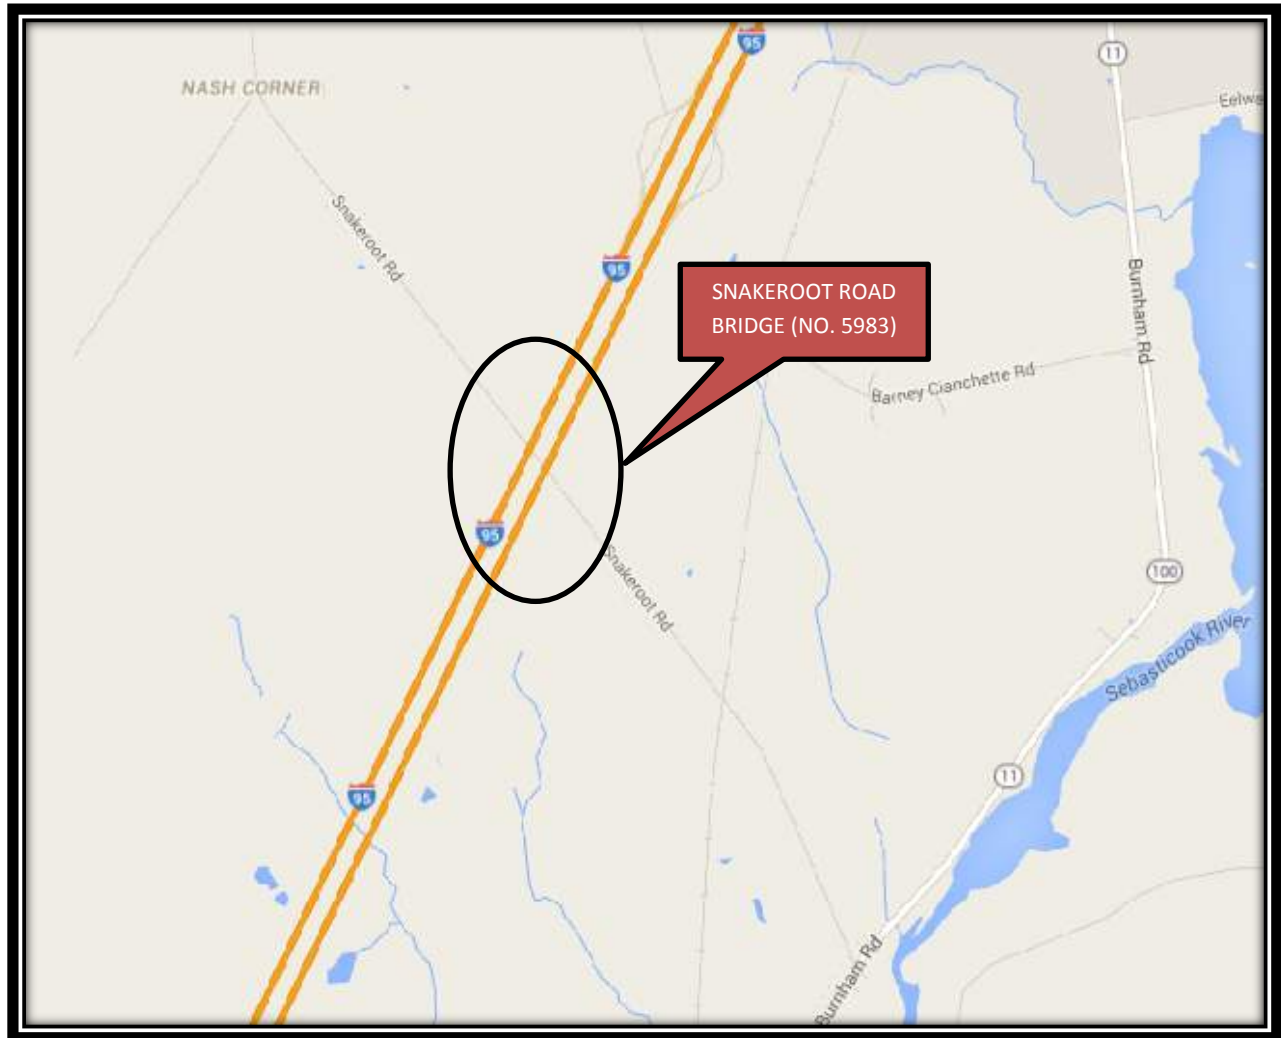 95
11
NASH CORNER
Snakeroot Rd
95
SNAKEROOT ROAD
BRIDGE (NO. 5983)
Burnham Rd
Barney Cianchette Rd
95
Snakeroot Rd
100
Sebasticook River
11
95
Burnham Rd